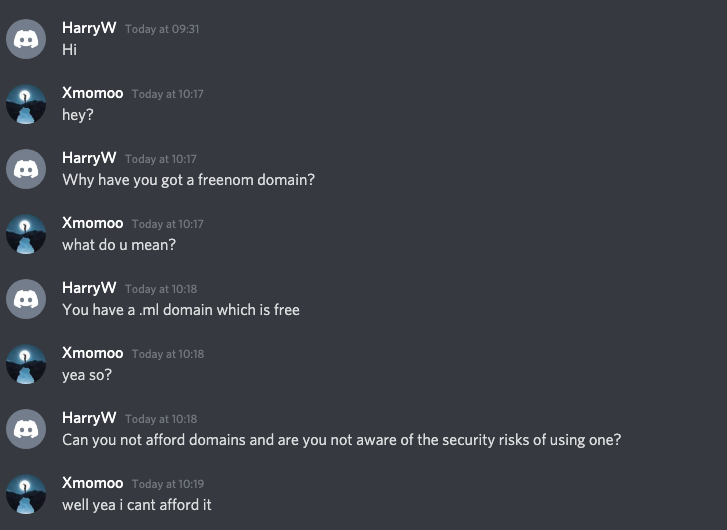 HarryW Today at 09:31
Hi
Xmomoo Today at 10:17
hey?
HarryW Today at 10:17
Why have you got a freenom domain?
Xmomoo Today at 10:17
what do u mean?
HarryW Today at 10:18
You have a .ml domain which is free
Xmomoo Today at 10:18
yea so?
HarryW Today at 10:18
Can you not afford domains and are you not aware of the security risks of using one?
Xmomoo Today at 10:19
well yea i cant afford it